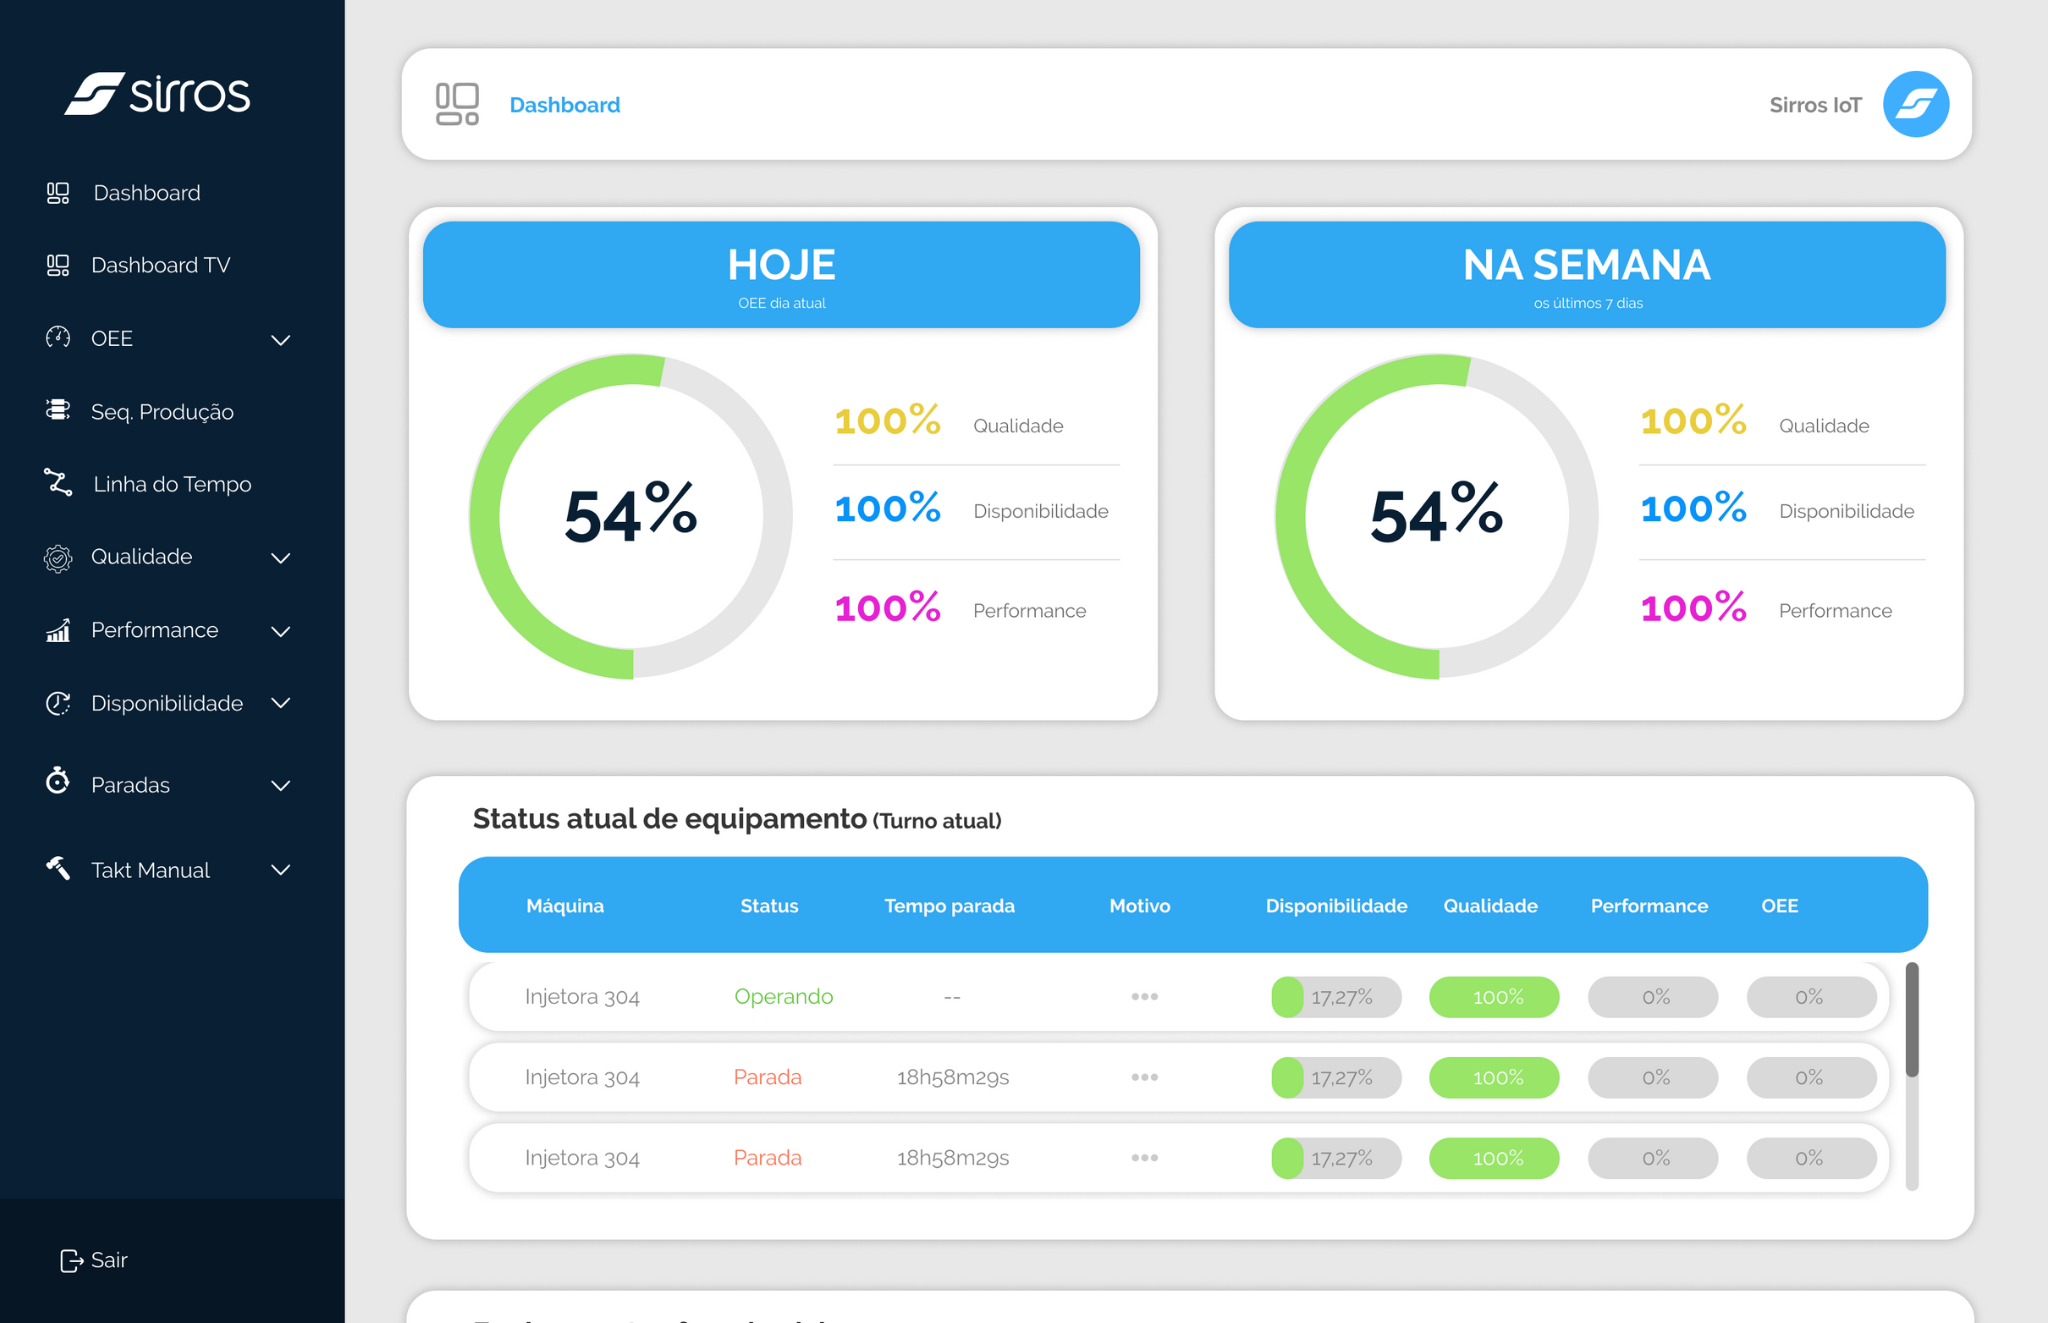 sirros
Dashboard
Dashboard TV
OEE
Seq. Produção
Linha do Tempo
Qualidade
Performance
Disponibilidade
Paradas
Takt Manual
Sair
Dashboard
Sirros IoT
HOJE
OEE dia atual
54%
100% Qualidade
100% Disponibilidade
100% Performance
NA SEMANA
os últimos 7 dias
54%
100% Qualidade
100% Disponibilidade
100% Performance
Status atual de equipamento (Turno atual)
Máquina Status Tempo parada Motivo Disponibilidade Qualidade Performance OEE
Injetora 304 Operando -- ••• 17,27% 100% 0% 0%
Injetora 304 Parada 18h58m29s ••• 17,27% 100% 0% 0%
Injetora 304 Parada 18h58m29s ••• 17,27% 100% 0% 0%